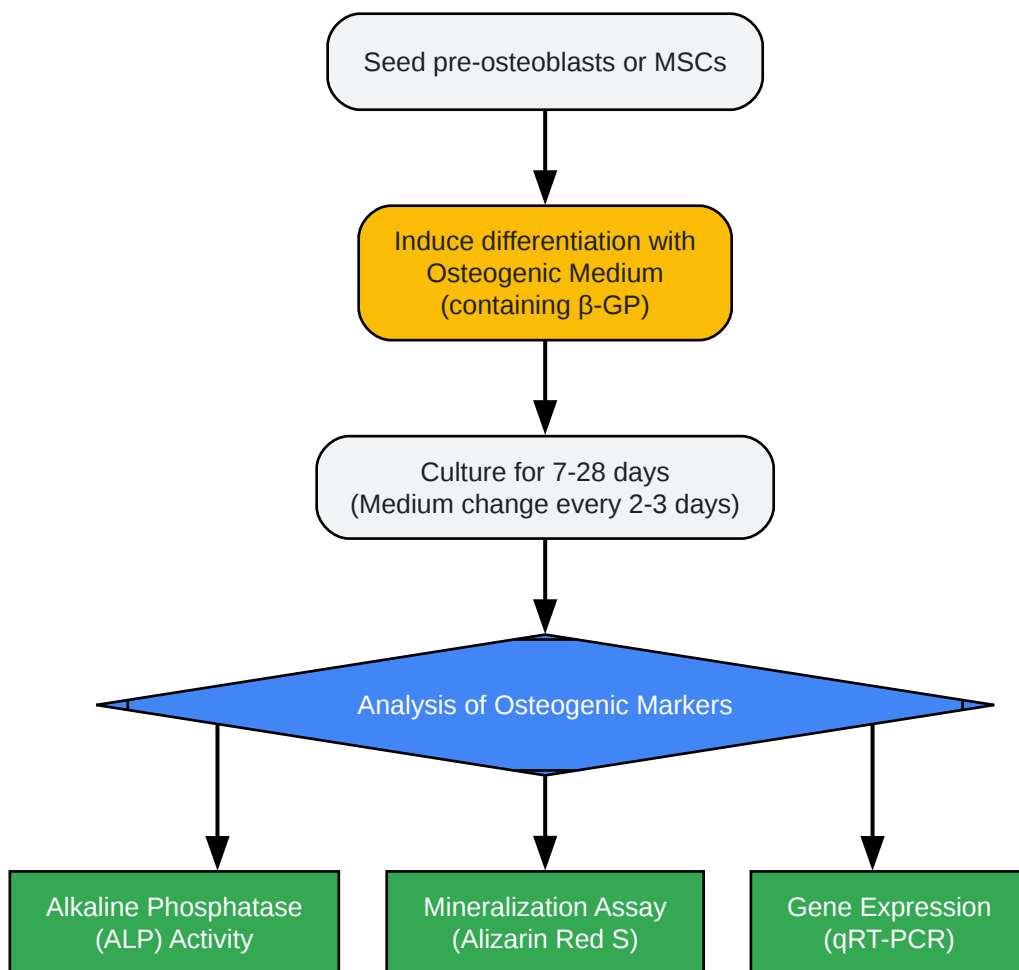 Seed pre-osteoblasts or MSCs
Induce differentiation with
Osteogenic Medium
(containing β-GP)
Culture for 7-28 days
(Medium change every 2-3 days)
Analysis of Osteogenic Markers
Alkaline Phosphatase
(ALP) Activity
Mineralization Assay
(Alizarin Red S)
Gene Expression
(qRT-PCR)